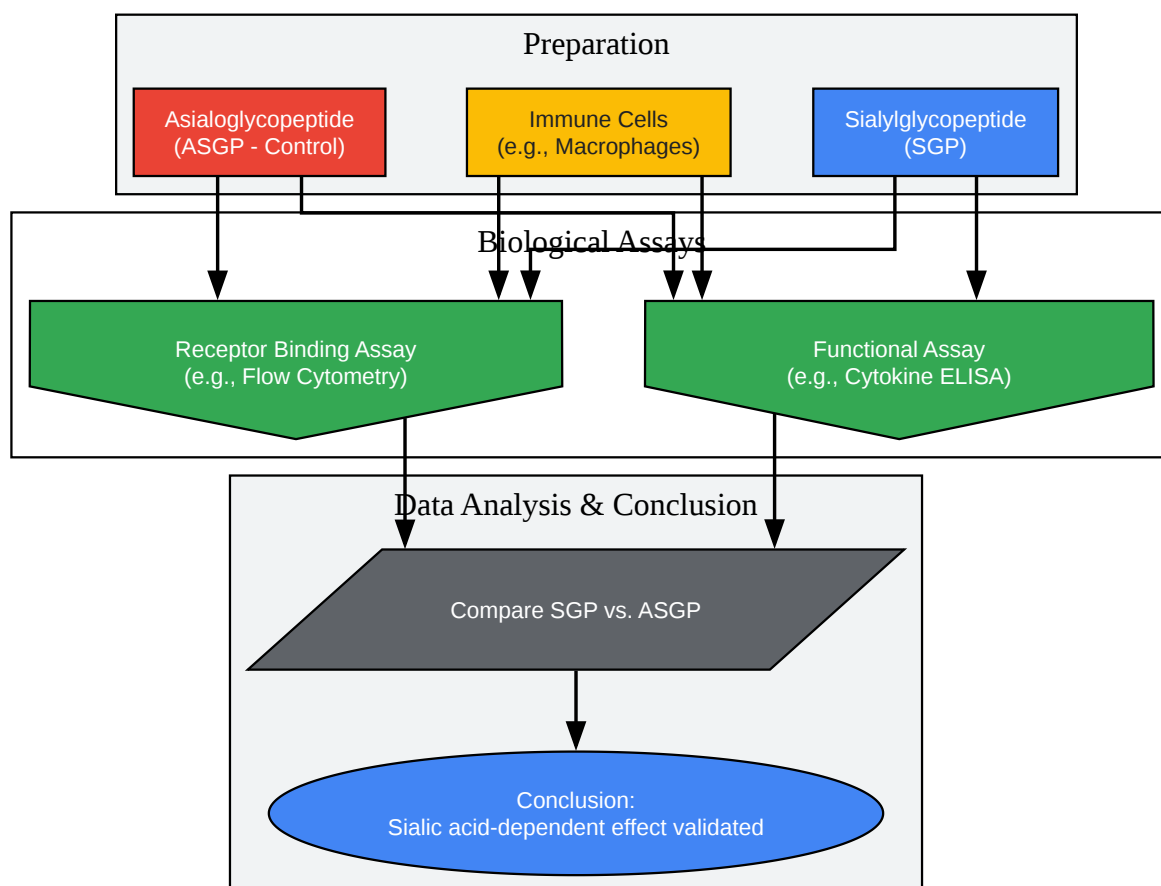 Preparation
Asialoglycopeptide
(ASGP - Control)
Immune Cells
(e.g., Macrophages)
Sialylglycopeptide
(SGP)
Biological Assays
Receptor Binding Assay
(e.g., Flow Cytometry)
Functional Assay
(e.g., Cytokine ELISA)
Data Analysis & Conclusion
Compare SGP vs. ASGP
Conclusion:
Sialic acid-dependent effect validated